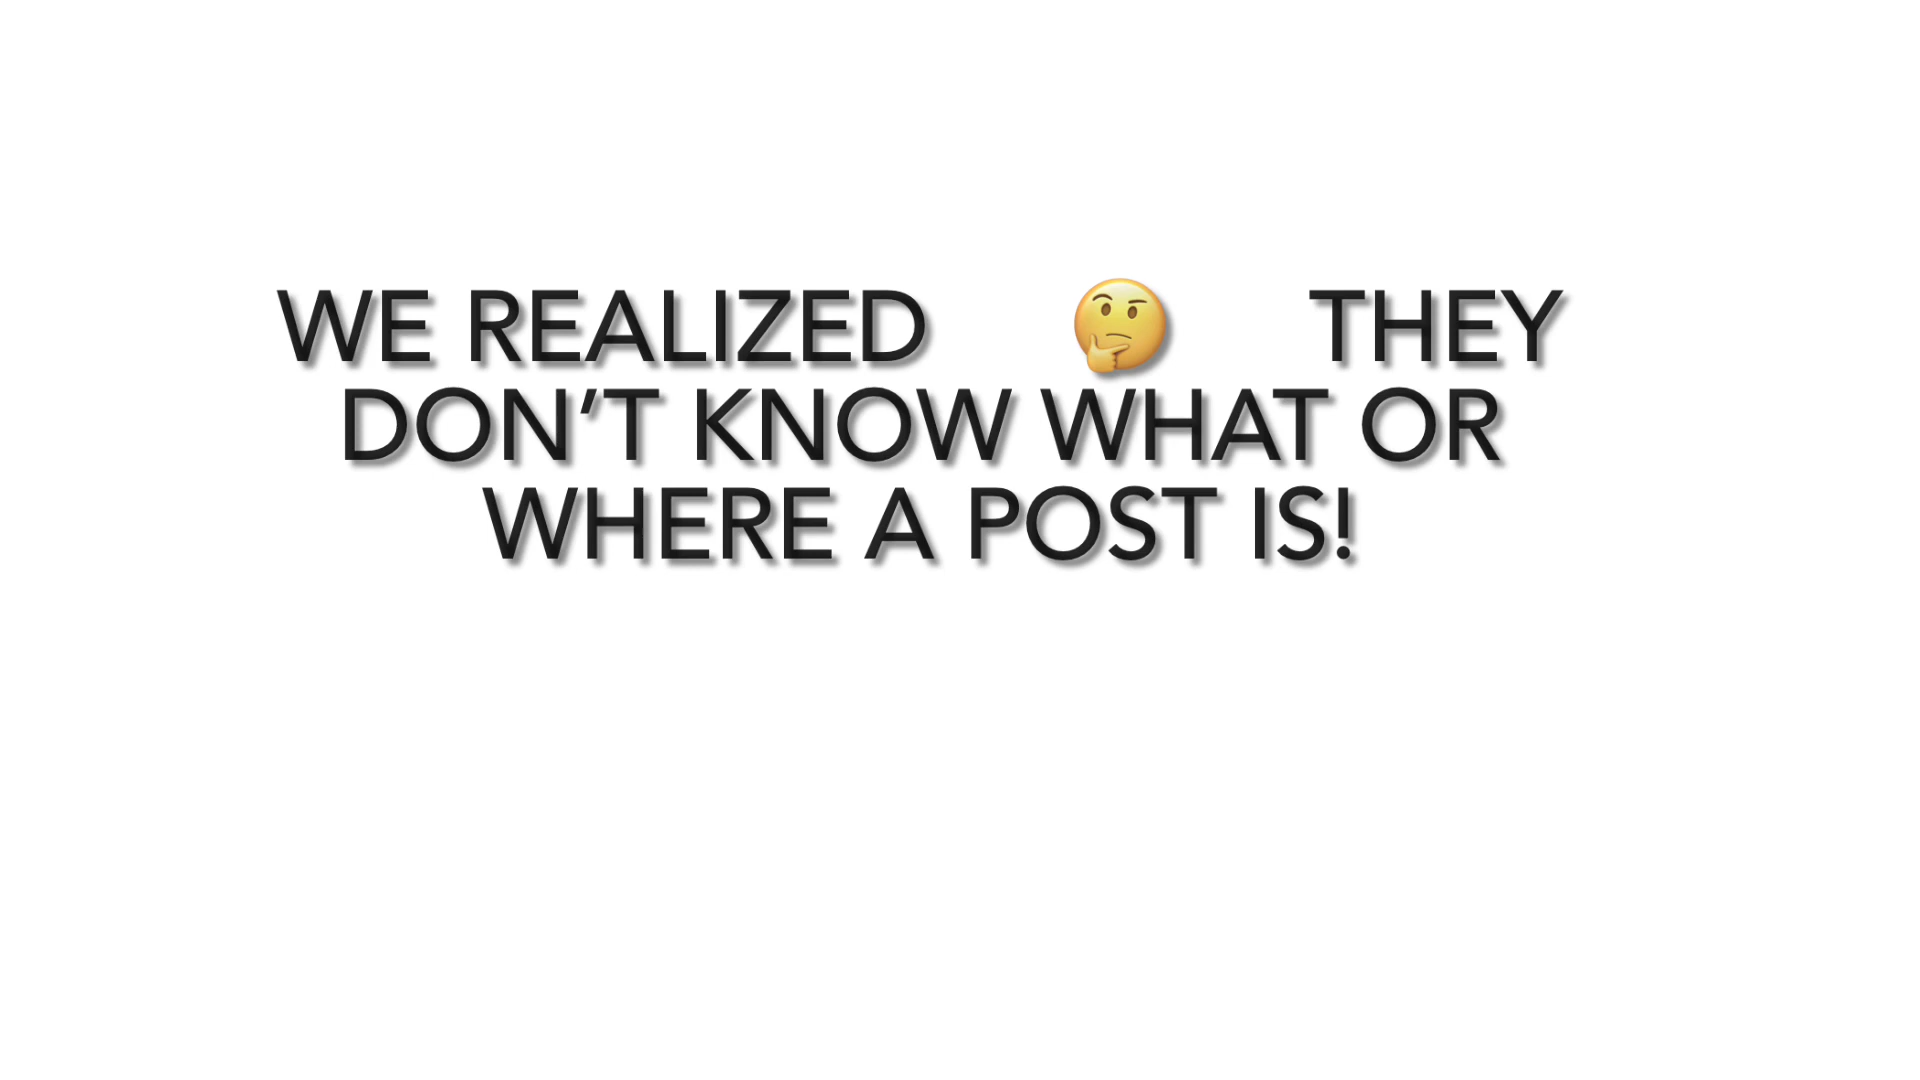 WE REALIZED 🤔 THEY
DON’T KNOW WHAT OR
WHERE A POST IS!